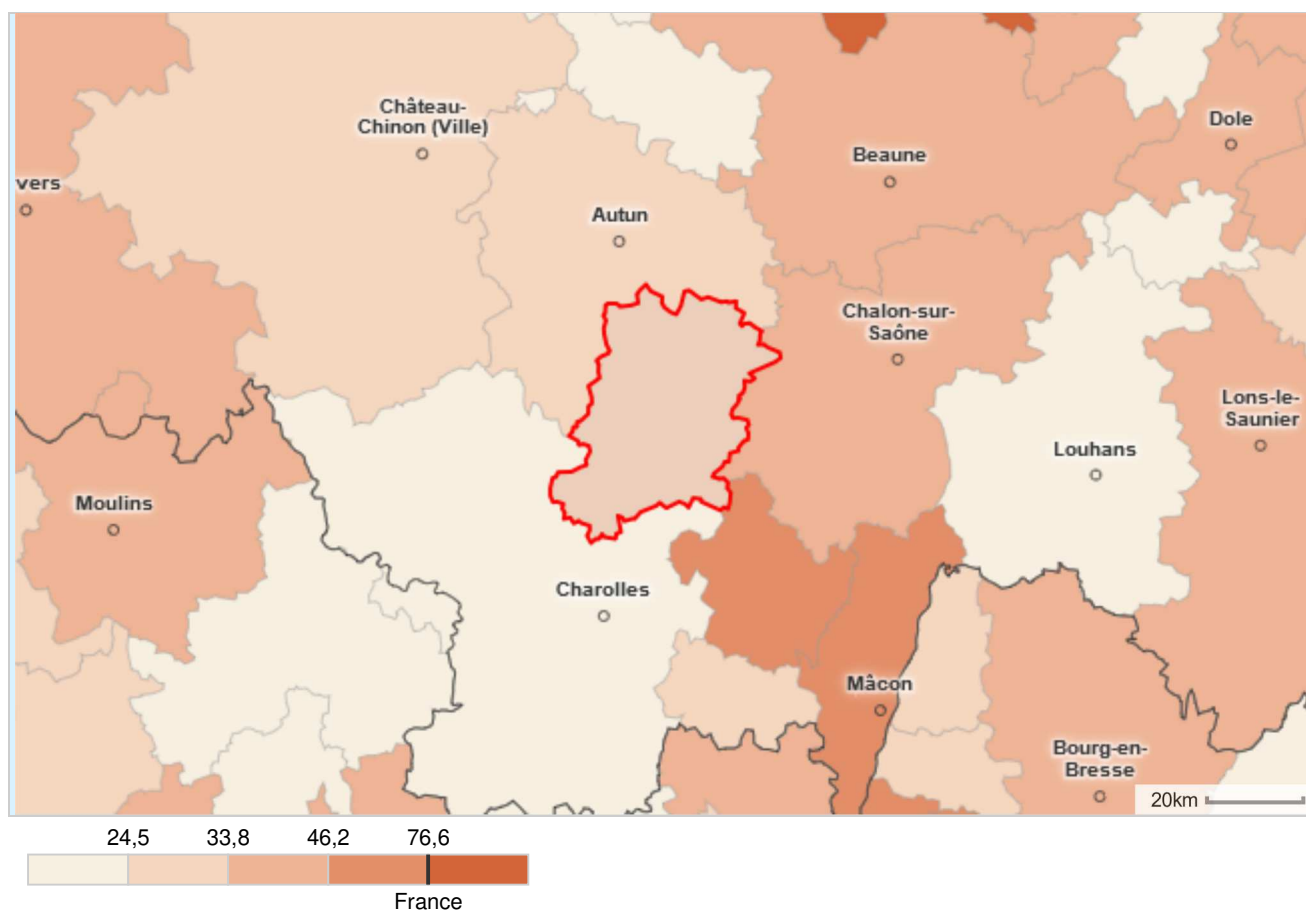 Château-
Chinon (Ville)
Dole
Beaune
vers
Autun
Chalon-sur-
Saône
Lons-le-
Saunier
Louhans
Moulins
Charolles
Mâcon
Bourg-en-
Bresse
20km
24,5 33,8 46,2 76,6
France